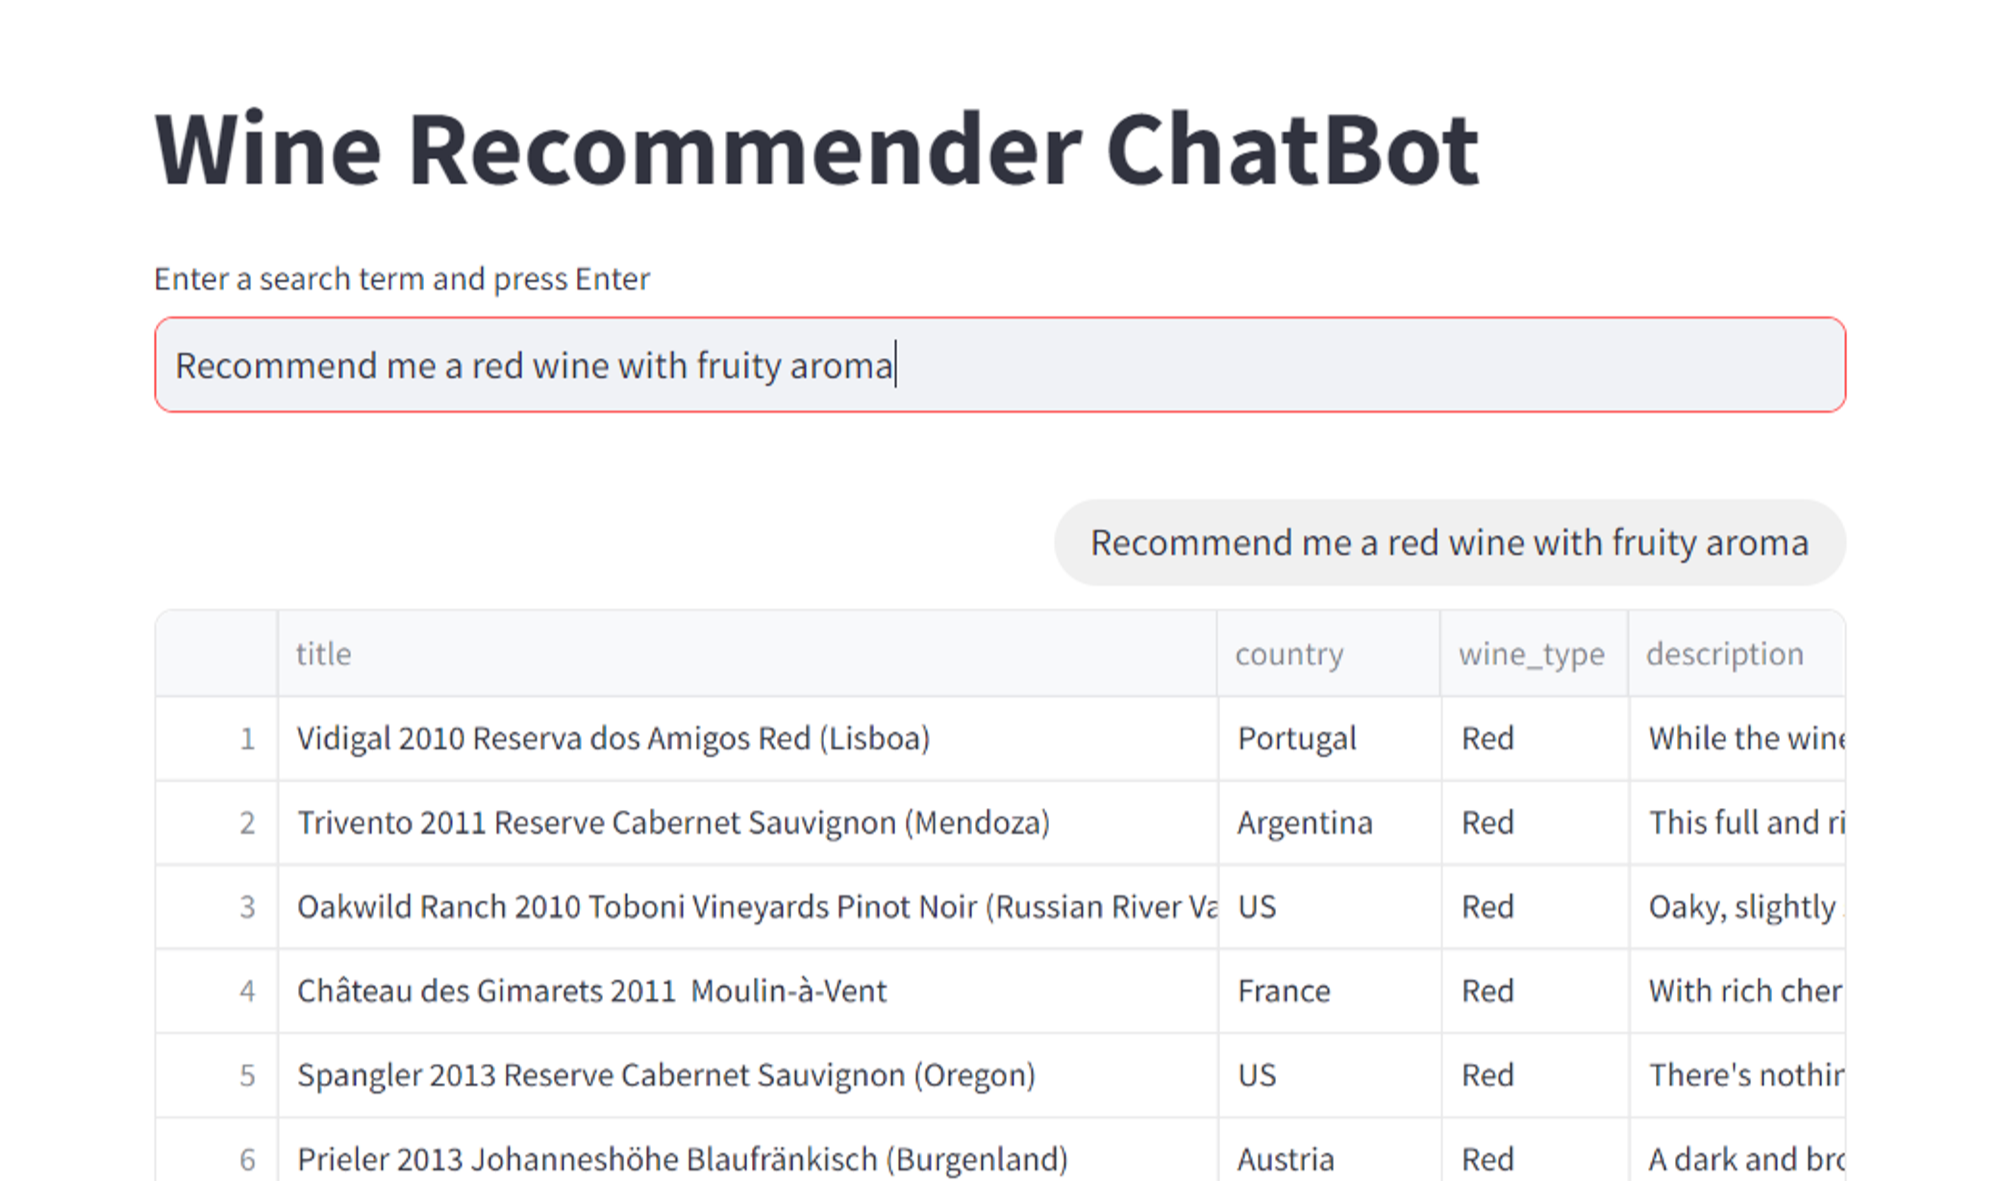 Wine Recommender ChatBot
Enter a search term and press Enter
Recommend me a red wine with fruity aroma
Recommend me a red wine with fruity aroma
title country wine_type description
1 Vidigal 2010 Reserva dos Amigos Red (Lisboa) Portugal Red While the wine
2 Trivento 2011 Reserve Cabernet Sauvignon (Mendoza) Argentina Red This full and ri
3 Oakwild Ranch 2010 Toboni Vineyards Pinot Noir (Russian River Va US Red Oaky, slightly
4 Château des Gimarets 2011 Moulin-à-Vent France Red With rich cher
5 Spangler 2013 Reserve Cabernet Sauvignon (Oregon) US Red There's nothin
6 Prieler 2013 Johanneshöhe Blaufränkisch (Burgenland) Austria Red A dark and bro